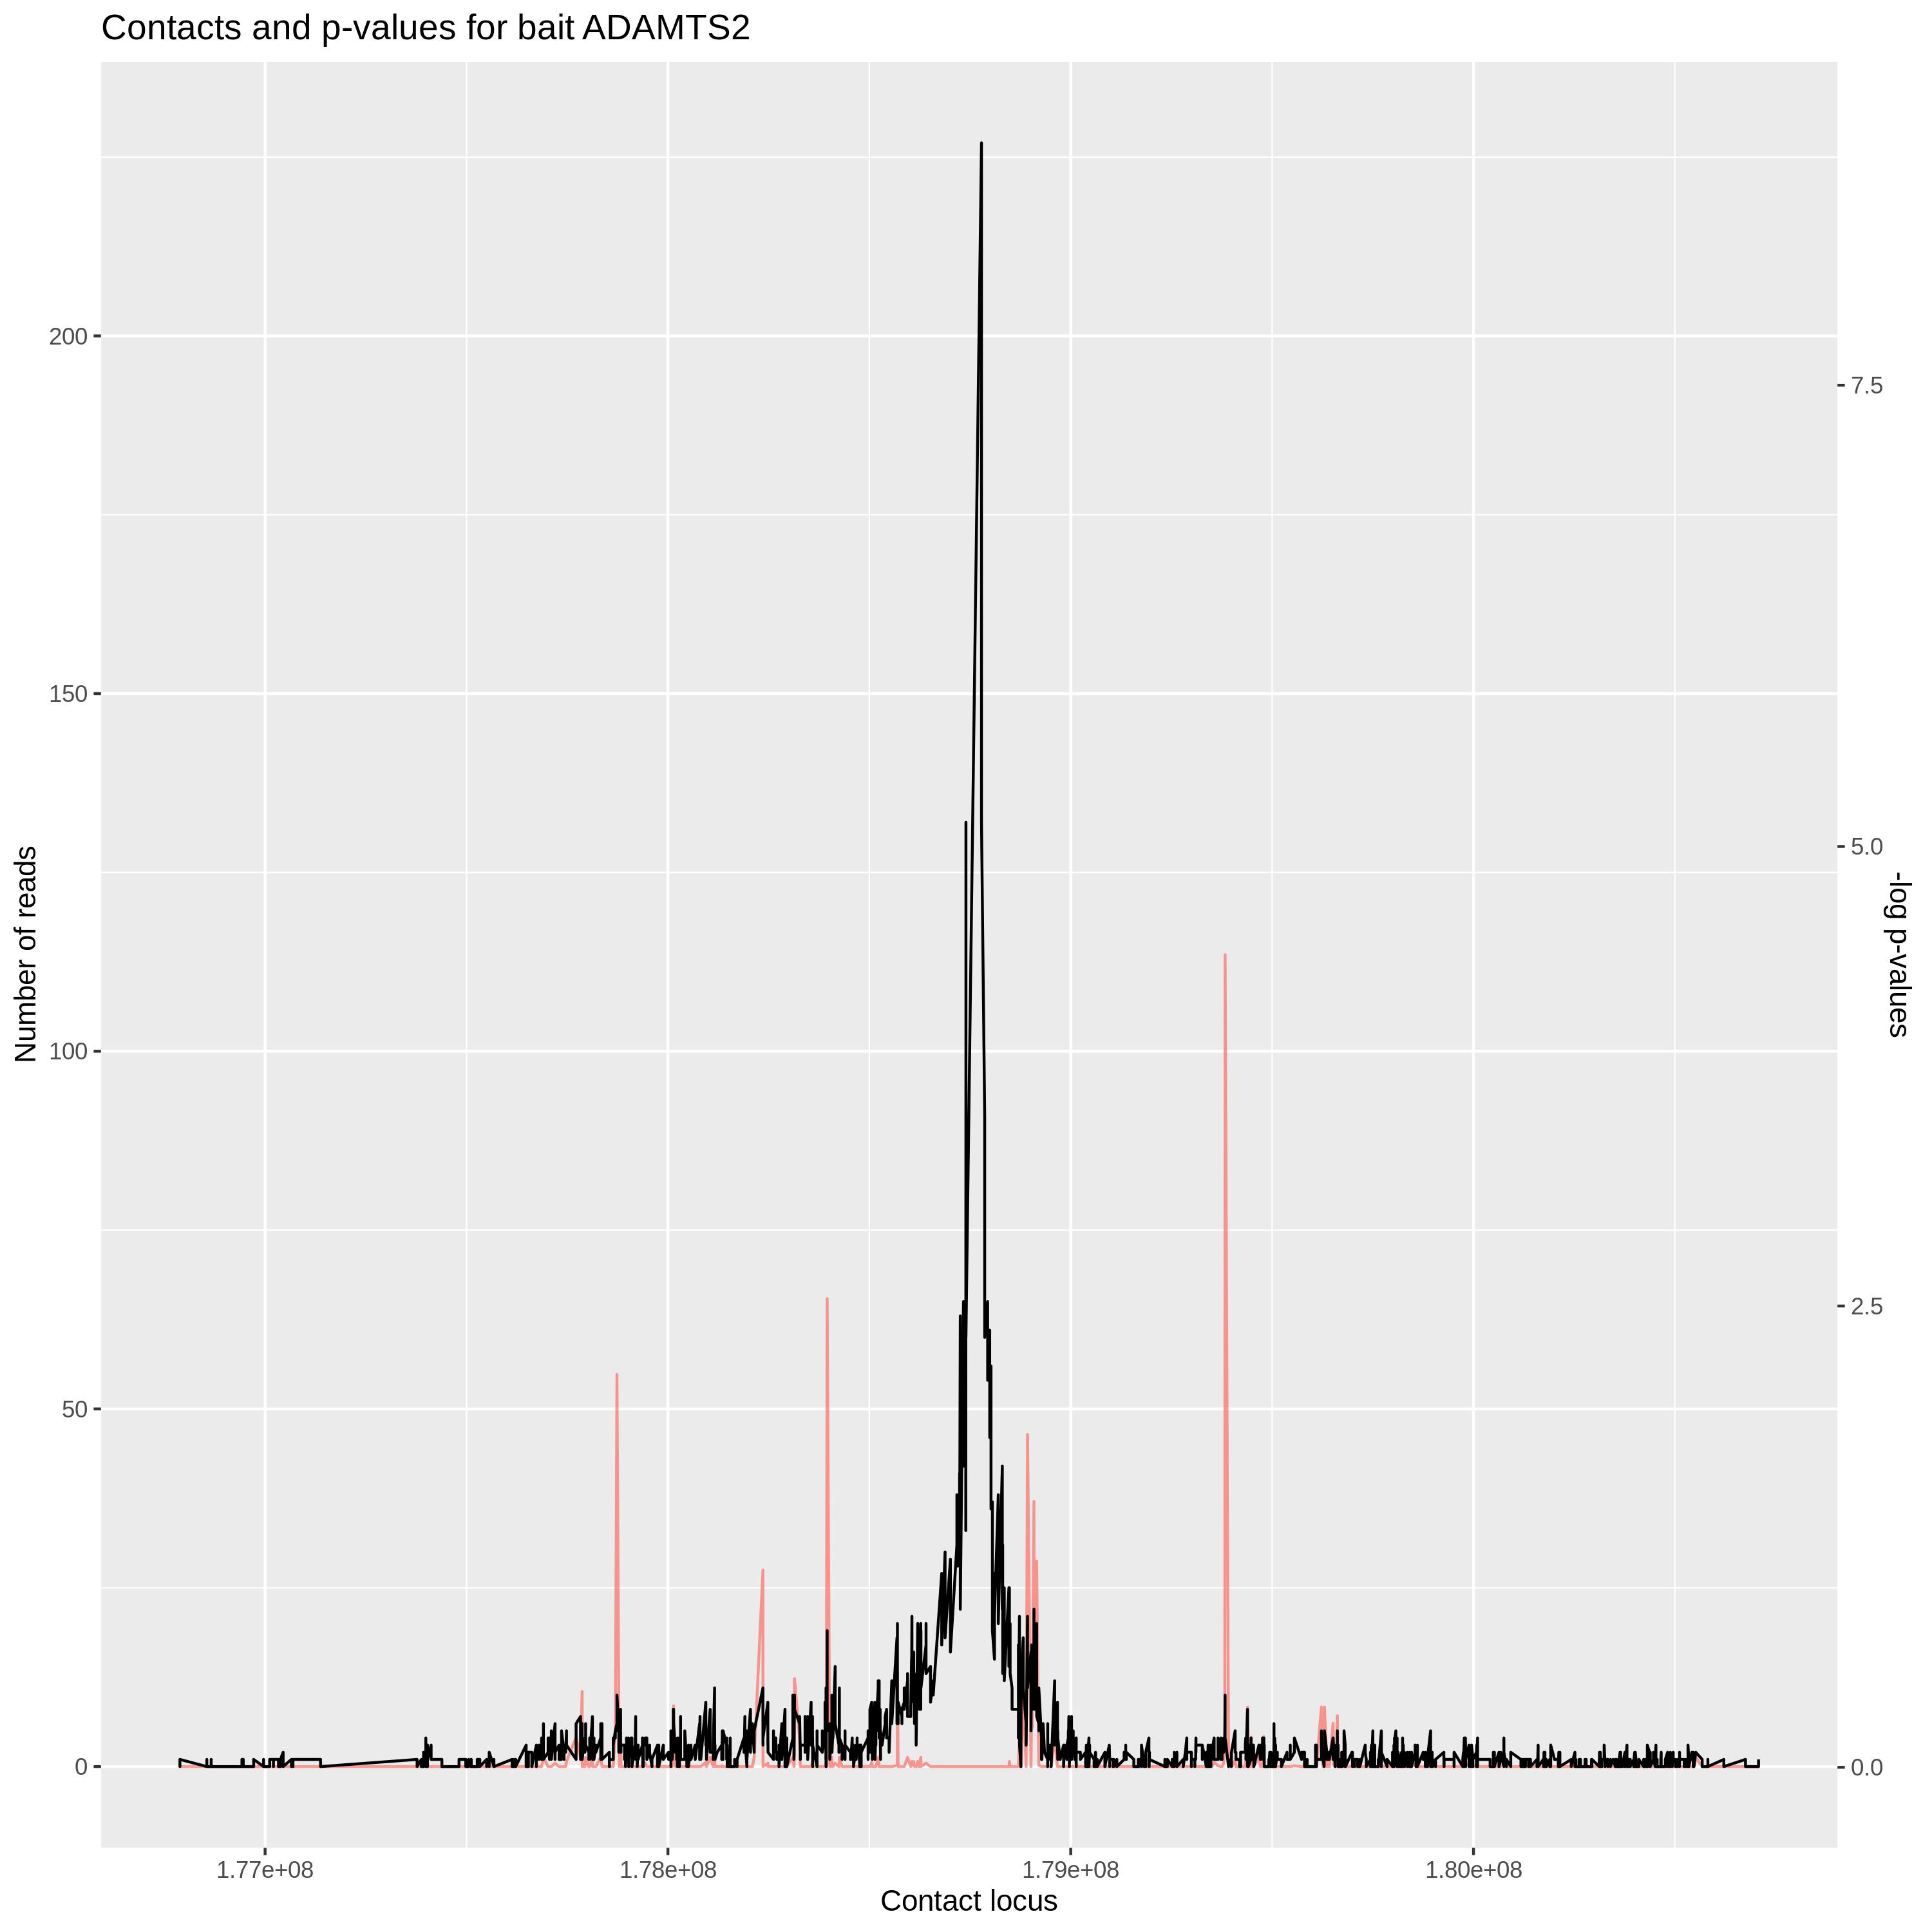 Contacts and p-values for bait ADAMTS2
Number of reads
200
150
100
50
0
7.5
5.0
2.5
0.0
-log p-values
1.77e+08
1.78e+08
1.79e+08
1.80e+08
Contact locus